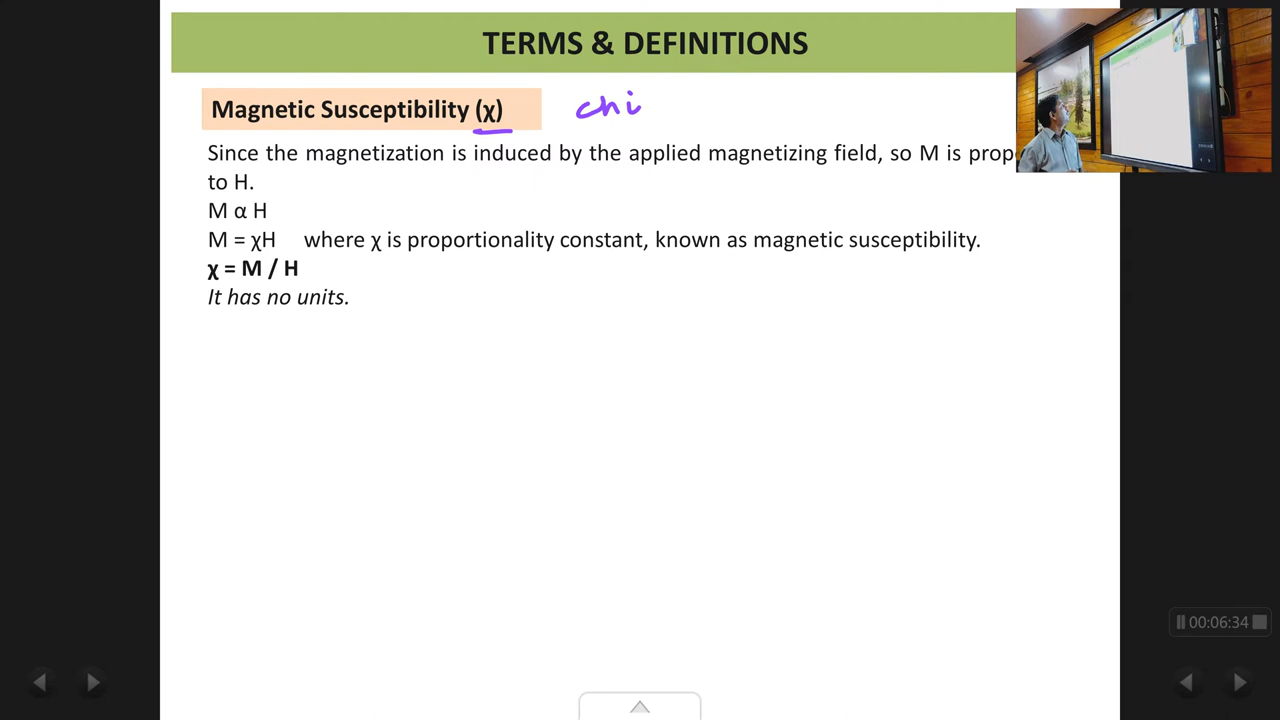 TERMS & DEFINITIONS
Magnetic Susceptibility (χ) chi
Since the magnetization is induced by the applied magnetizing field, so M is
to H.
M α H
M = χH where χ is proportionality constant, known as magnetic susceptibility.
χ = M / H
It has no units.
00:06:34